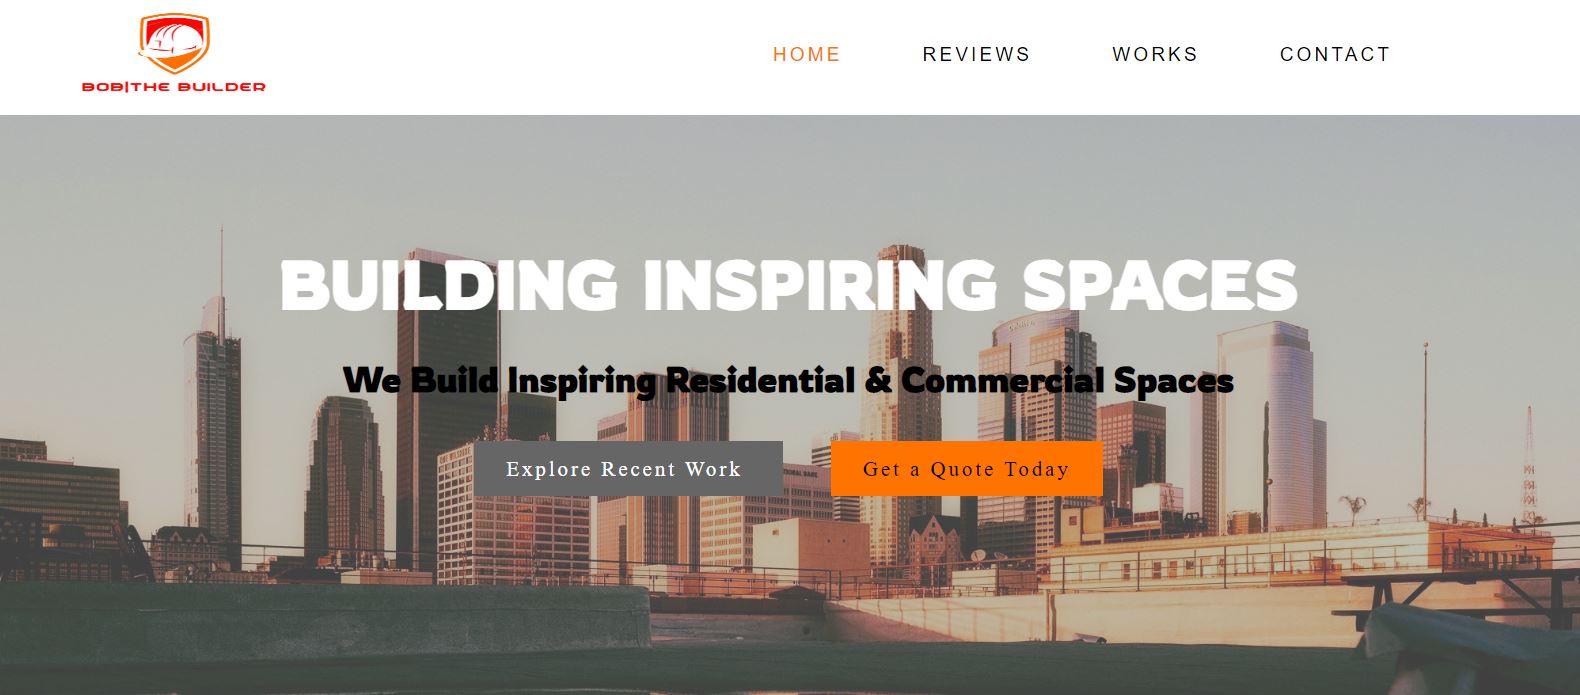 BOB|THE BUILDER
HOME REVIEWS WORKS CONTACT
BUILDING INSPIRING SPACES
We Build Inspiring Residential & Commercial Spaces
Explore Recent Work Get a Quote Today